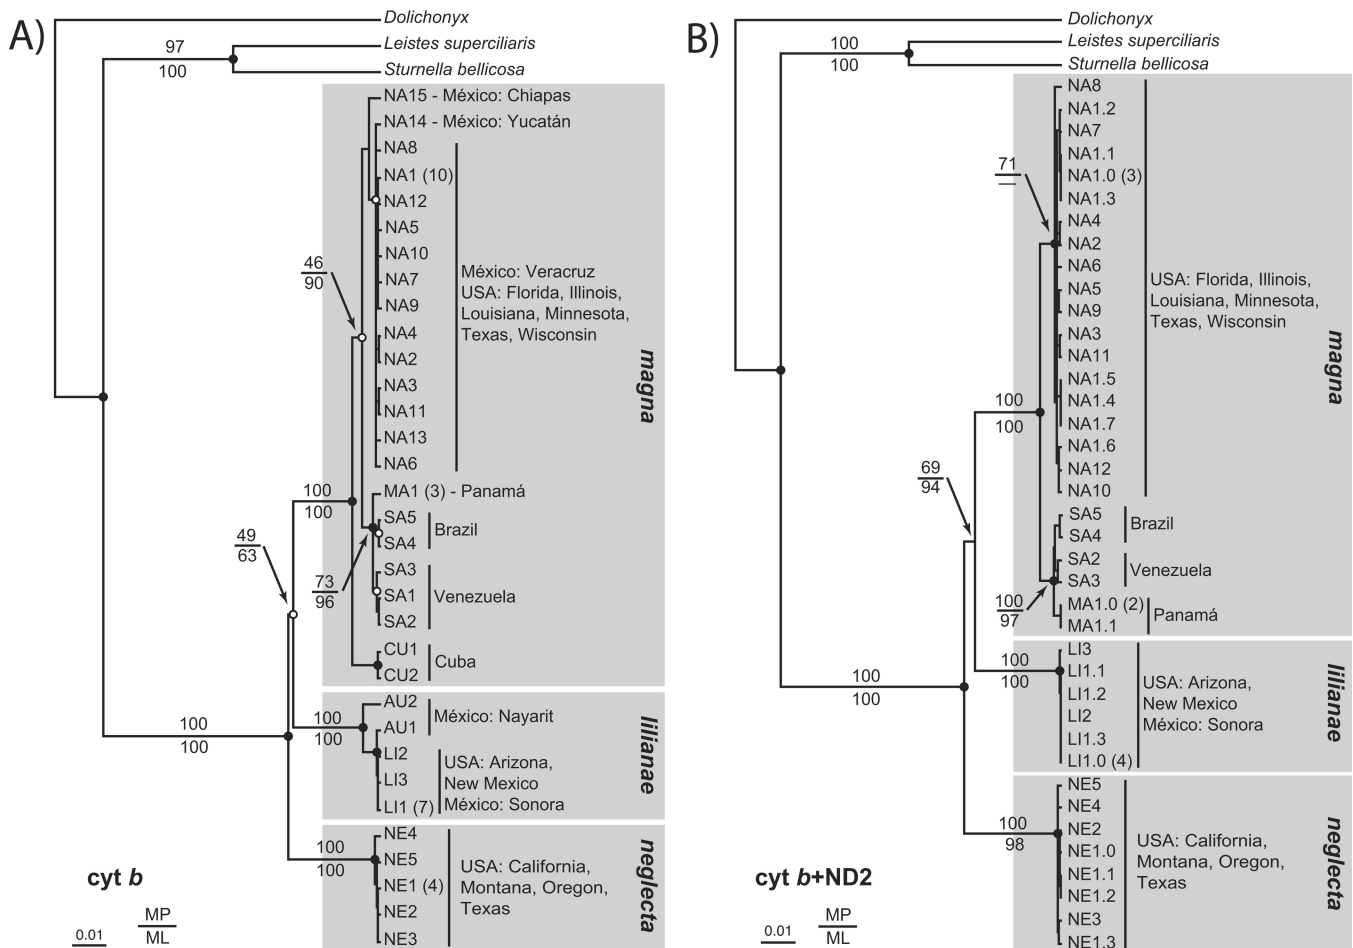 A)
Dolichonyx
97
100
Leistes superciliaris
Sturnella bellicosa
NA15 - México: Chiapas
NA14 - México: Yucatán
NA8
NA1 (10)
NA12
NA5
NA10
NA7
NA9
NA4
NA2
NA3
NA11
NA13
NA6
México: Veracruz
USA: Florida, Illinois,
Louisiana, Minnesota,
Texas, Wisconsin
46
90
magna
MA1 (3) - Panamá
SA5
SA4
Brazil
100
100
49
63
73
96
SA3
SA1
SA2
Venezuela
CU1
CU2
Cuba
AU2
AU1
México: Nayarit
100
100
100
100
LI2
LI3
LI1 (7)
USA: Arizona,
New Mexico
México: Sonora
lilianae
NE4
NE5
NE1 (4)
NE2
NE3
USA: California,
Montana, Oregon,
Texas
100
100
neglecta
cyt b
0.01
MP
ML
B)
Dolichonyx
100
100
Leistes superciliaris
Sturnella bellicosa
NA8
NA1.2
NA7
NA1.1
NA1.0 (3)
NA1.3
NA4
NA2
NA6
NA5
NA9
NA3
NA11
NA1.5
NA1.4
NA1.7
NA1.6
NA12
NA10
USA: Florida, Illinois,
Louisiana, Minnesota,
Texas, Wisconsin
71
—
magna
100
100
69
94
SA5
SA4
Brazil
SA2
SA3
Venezuela
100
97
MA1.0 (2)
MA1.1
Panamá
LI3
LI1.1
LI1.2
LI2
LI1.3
LI1.0 (4)
USA: Arizona,
New Mexico
México: Sonora
100
100
100
100
lilianae
NE5
NE4
NE2
NE1.0
NE1.1
NE1.2
NE3
NE1.3
USA: California,
Montana, Oregon,
Texas
100
98
neglecta
cyt b+ND2
0.01
MP
ML